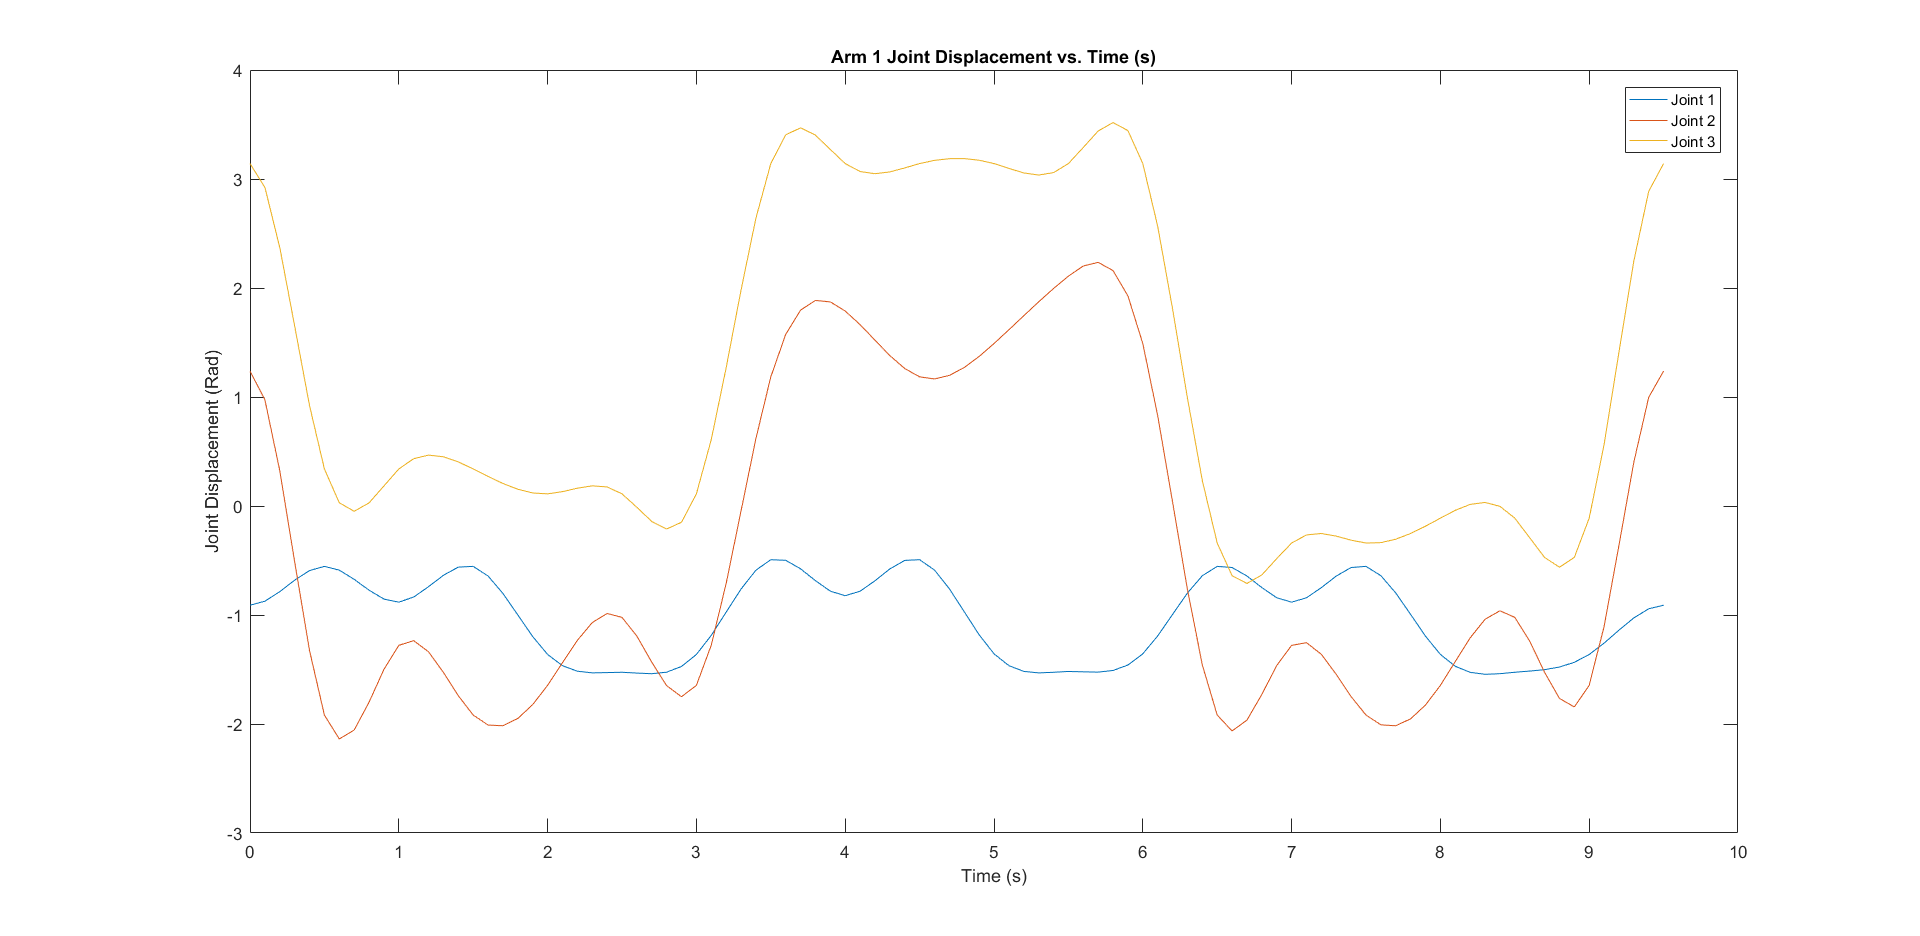 Arm 1 Joint Displacement vs. Time (s)
4
3
2
1
0
-1
-2
-3
Joint Displacement (Rad)
Joint 1
Joint 2
Joint 3
0 1 2 3 4 5 6 7 8 9 10
Time (s)